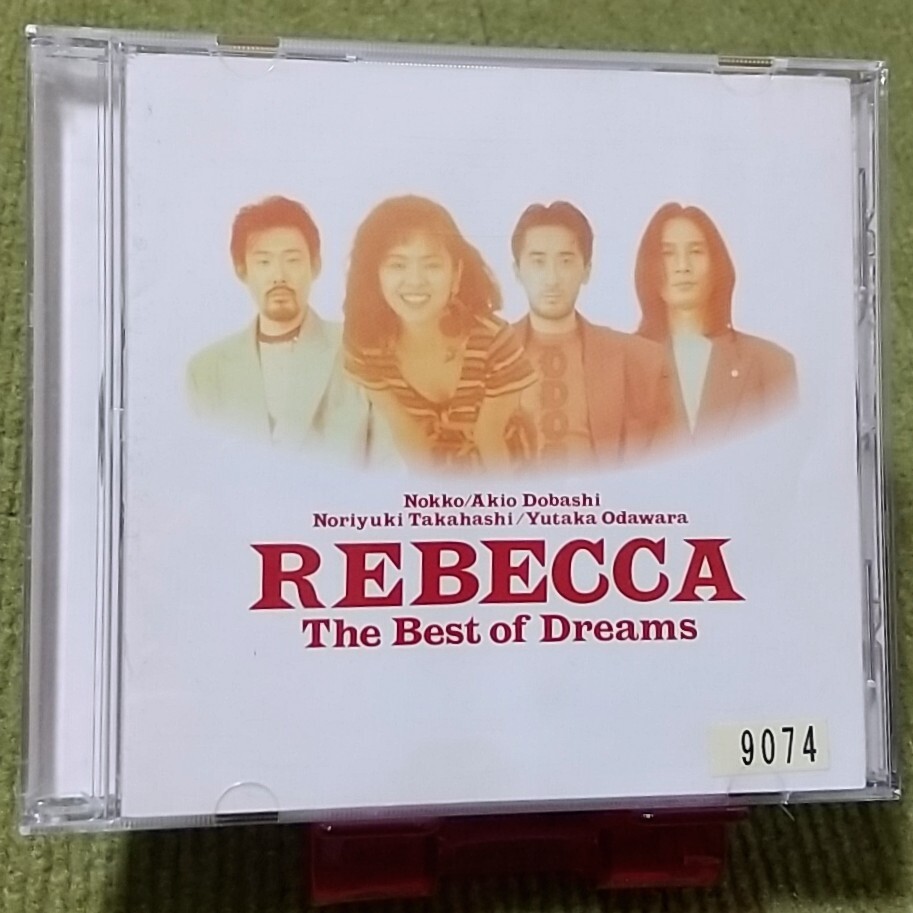 Nokko/Akio Dobashi
Noriyuki Takahashi/Yutaka Odawara
REBECCA
The Best of Dreams
9074